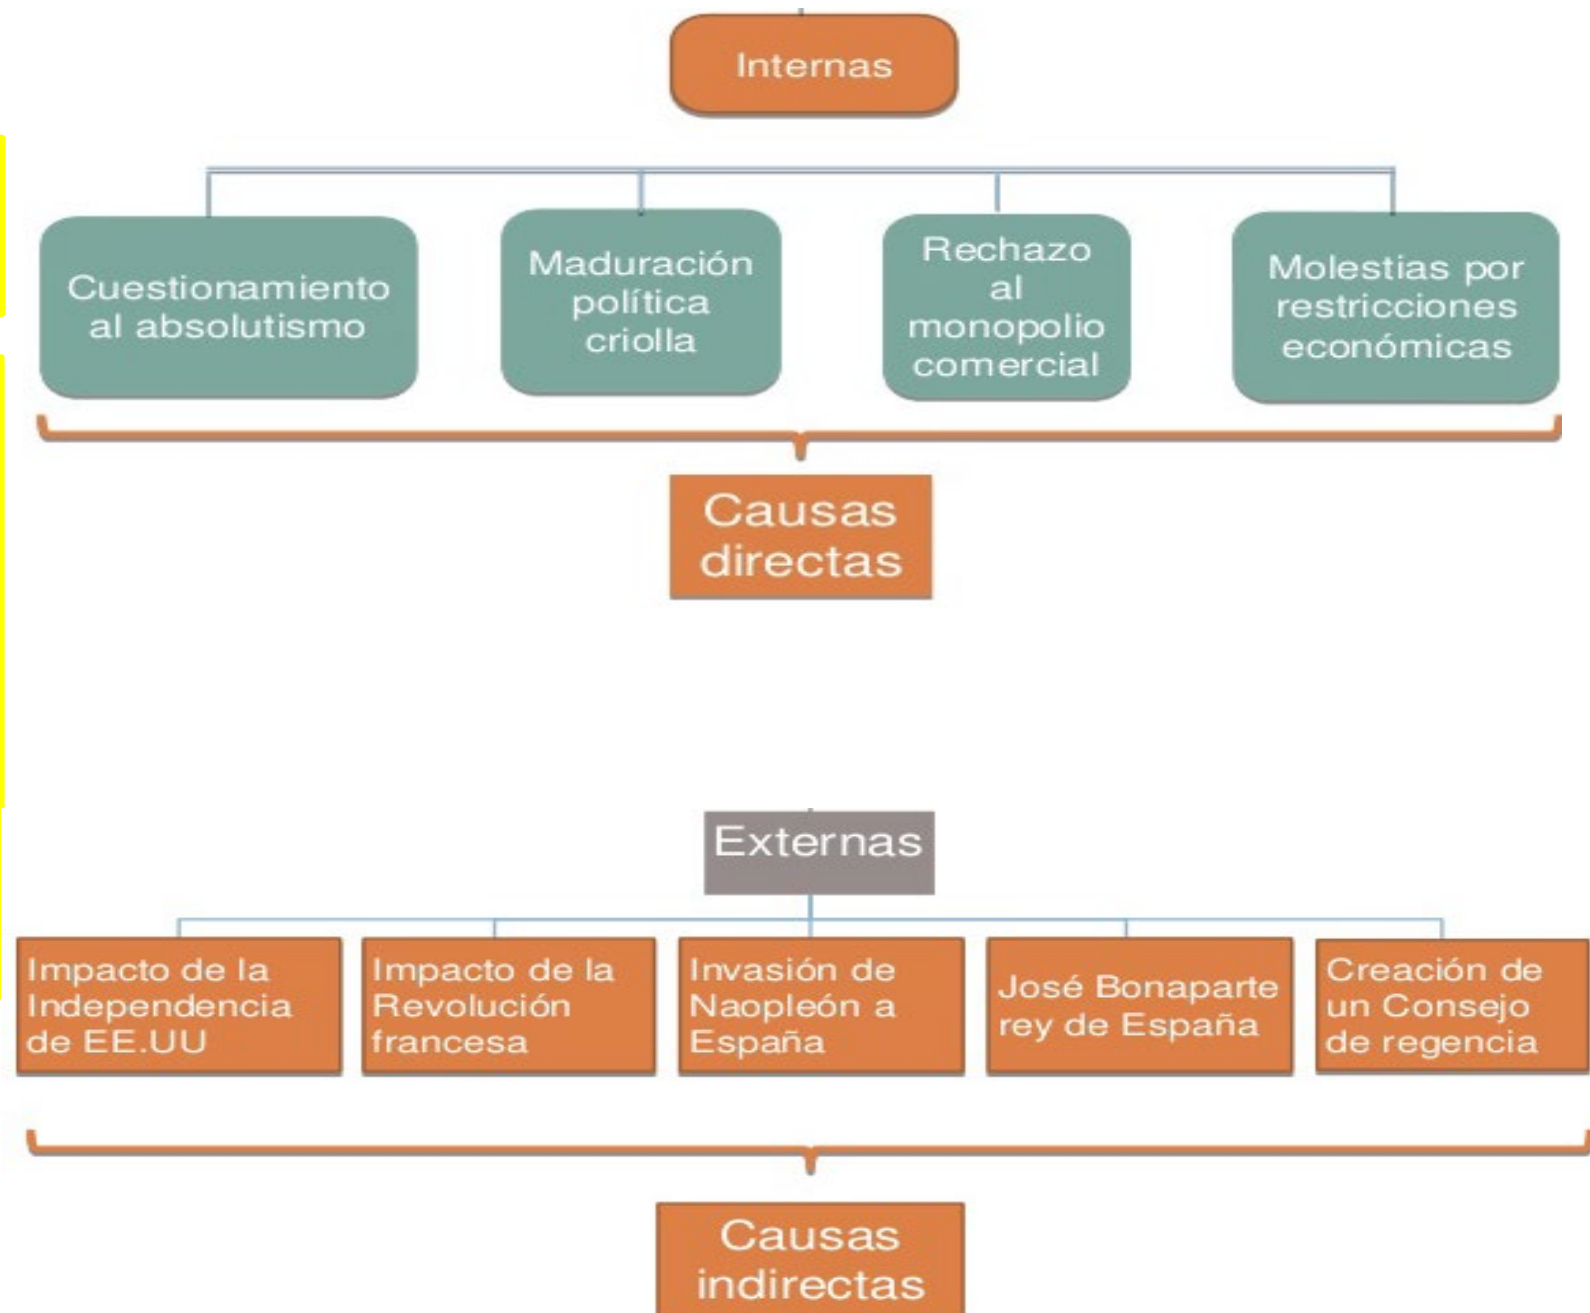 Internas
Cuestionamiento
al absolutismo
Maduración
política
criolla
Rechazo
al
monopolio
comercial
Molestias por
restricciones
económicas
Causas
directas
Externas
Impacto de la
Independencia
de EE.UU
Impacto de la
Revolución
francesa
Invasión de
Naopleón a
España
José Bonaparte
rey de España
Creación de
un Consejo
de regencia
Causas
indirectas